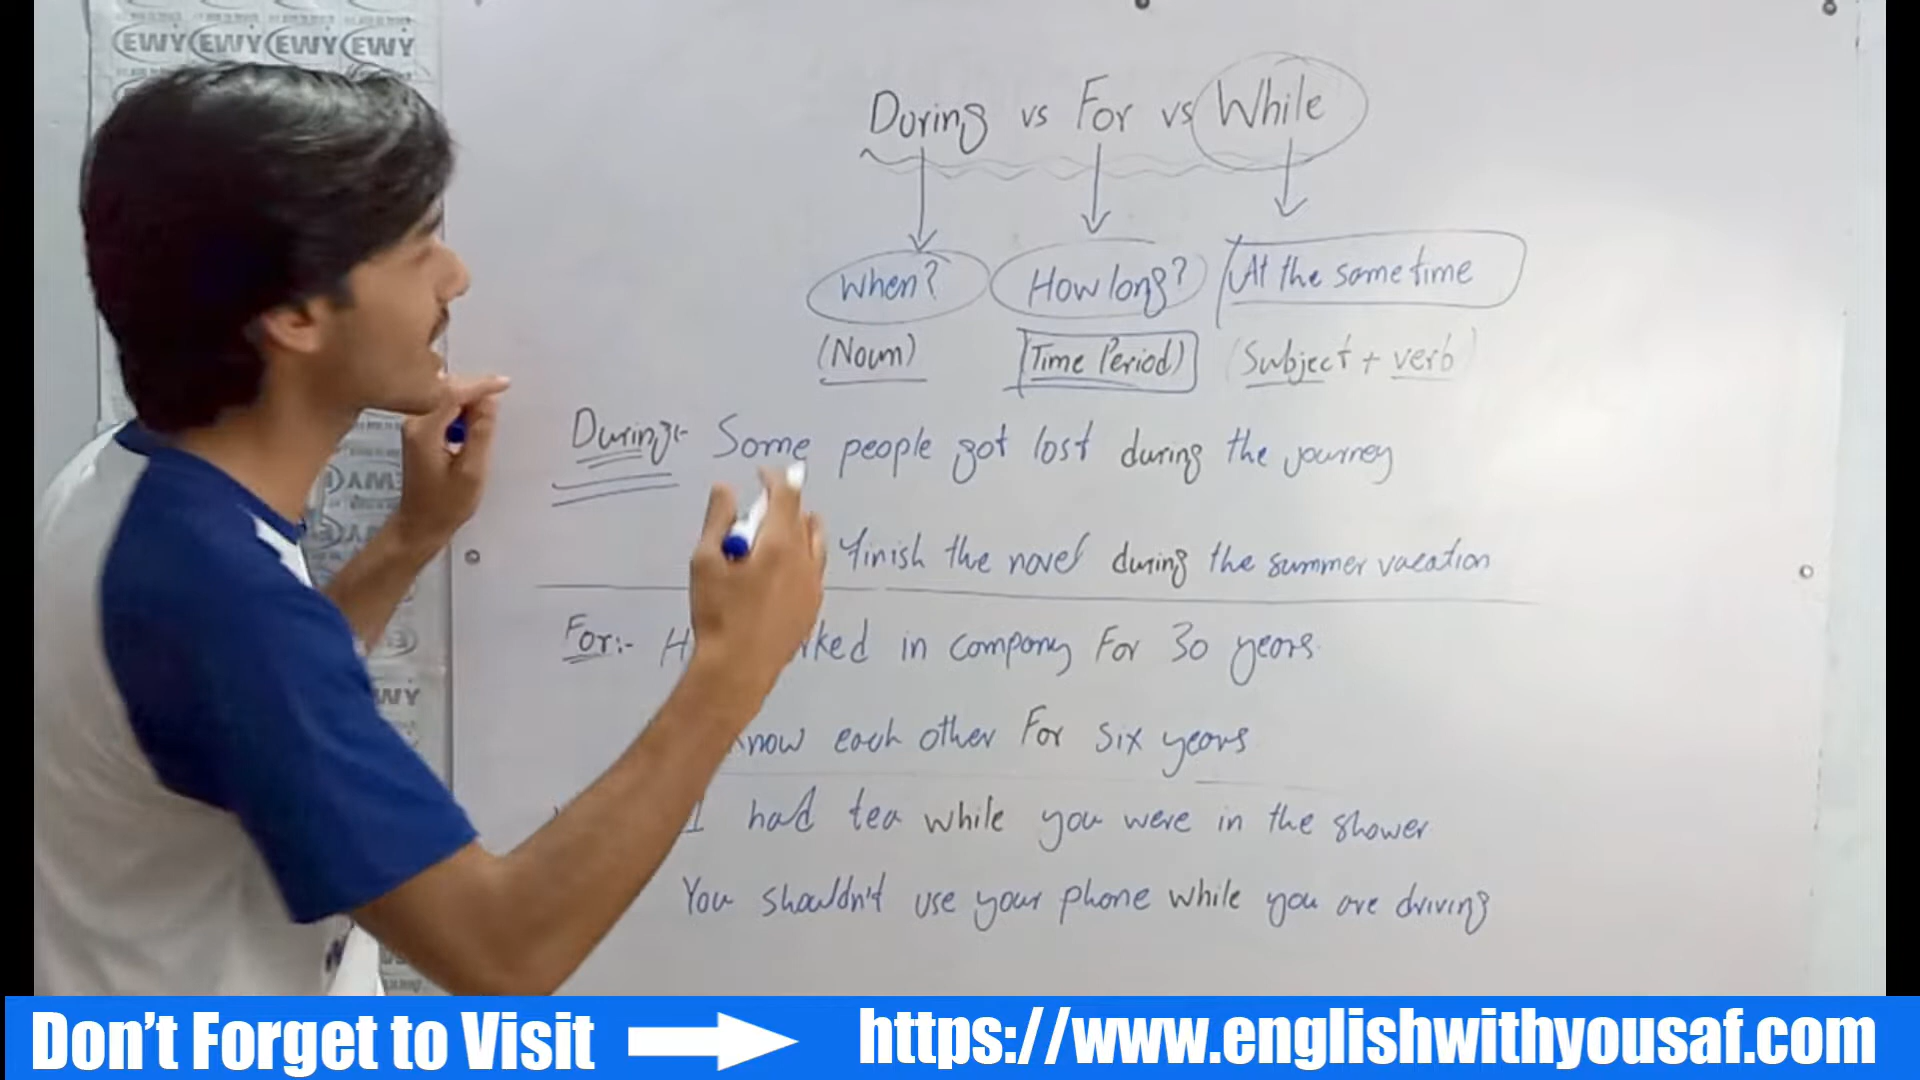 EWY EWY EWY EWY
During vs For vs While
When? How long? At the same time
(Noun) (Time Period) (Subject + verb)
During:- Some people got lost during the journey
finish the novel during the summer vacation
For:- H ked in company For 30 years.
know each other For six years
I had tea while you were in the shower
You shouldn't use your phone while you are driving
Don't Forget to Visit https://www.englishwithyousaf.com